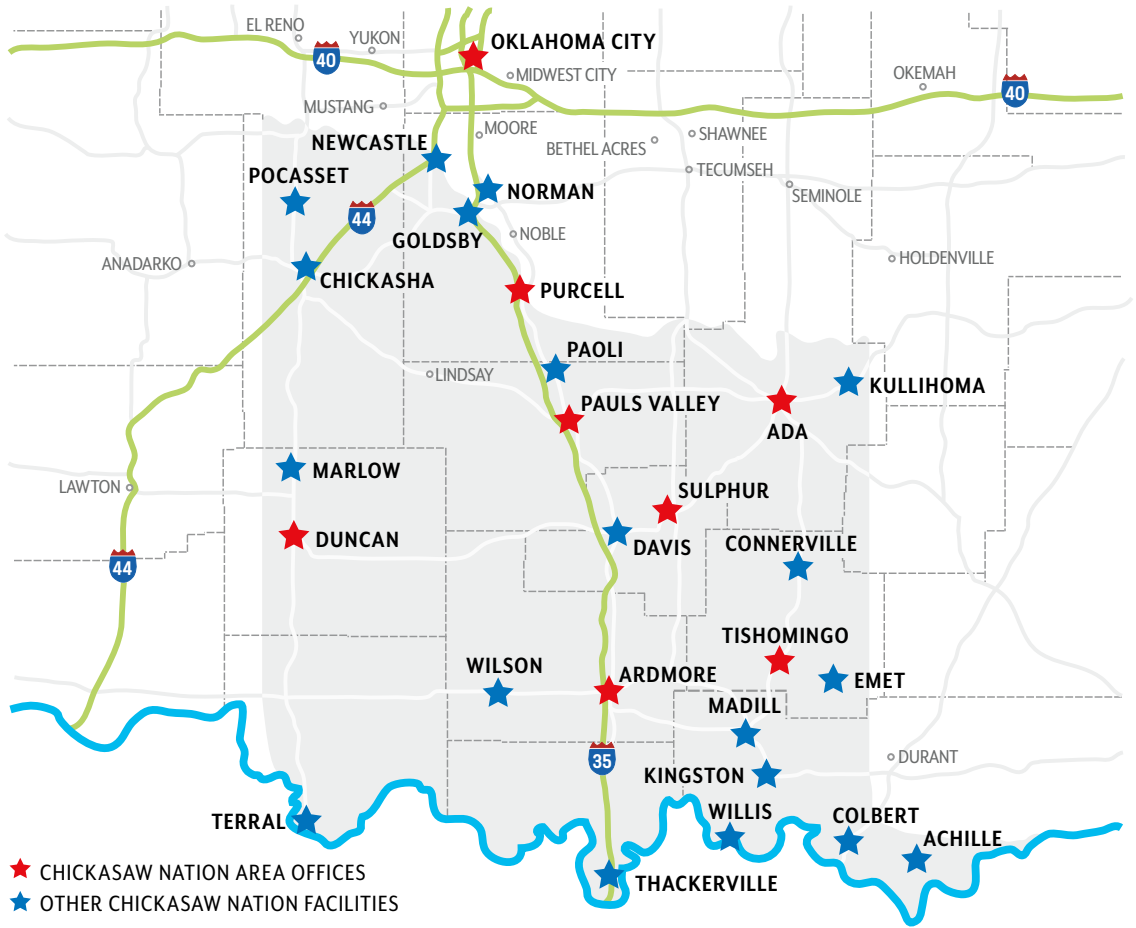 EL RENO
YUKON
40
OKLAHOMA CITY
MIDWEST CITY
OKEMAH
40
MUSTANG
MOORE
SHAWNEE
BETHEL ACRES
NEWCASTLE
TECUMSEH
POCASSET
NORMAN
SEMINOLE
44
GOLDSBY
NOBLE
ANADARKO
HOLDENVILLE
CHICKASHA
PURCELL
PAOLI
LINDSAY
KULLIHOMA
PAULS VALLEY
ADA
MARLOW
LAWTON
SULPHUR
DUNCAN
DAVIS
CONNERVILLE
44
TISHOMINGO
WILSON
ARDMORE
EMET
MADILL
35
DURANT
KINGSTON
TERRAL
WILLIS
COLBERT
ACHILLE
THACKERVILLE
CHICKASAW NATION AREA OFFICES
OTHER CHICKASAW NATION FACILITIES